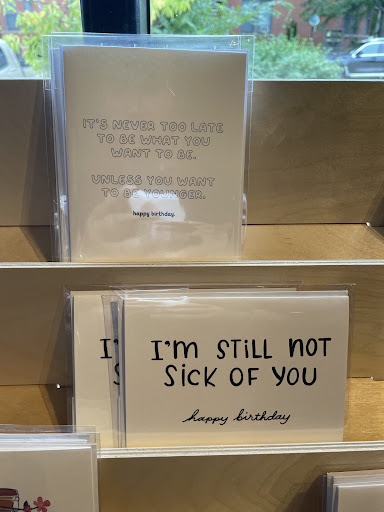 IT'S NEVER TOO LATE
TO BE WHAT YOU
WANT TO BE.
UNLESS YOU WANT
TO BE YOUNGER.
happy birthday.
I'
S
I'M STiLL NOT
SiCK OF YOU
happy birthday